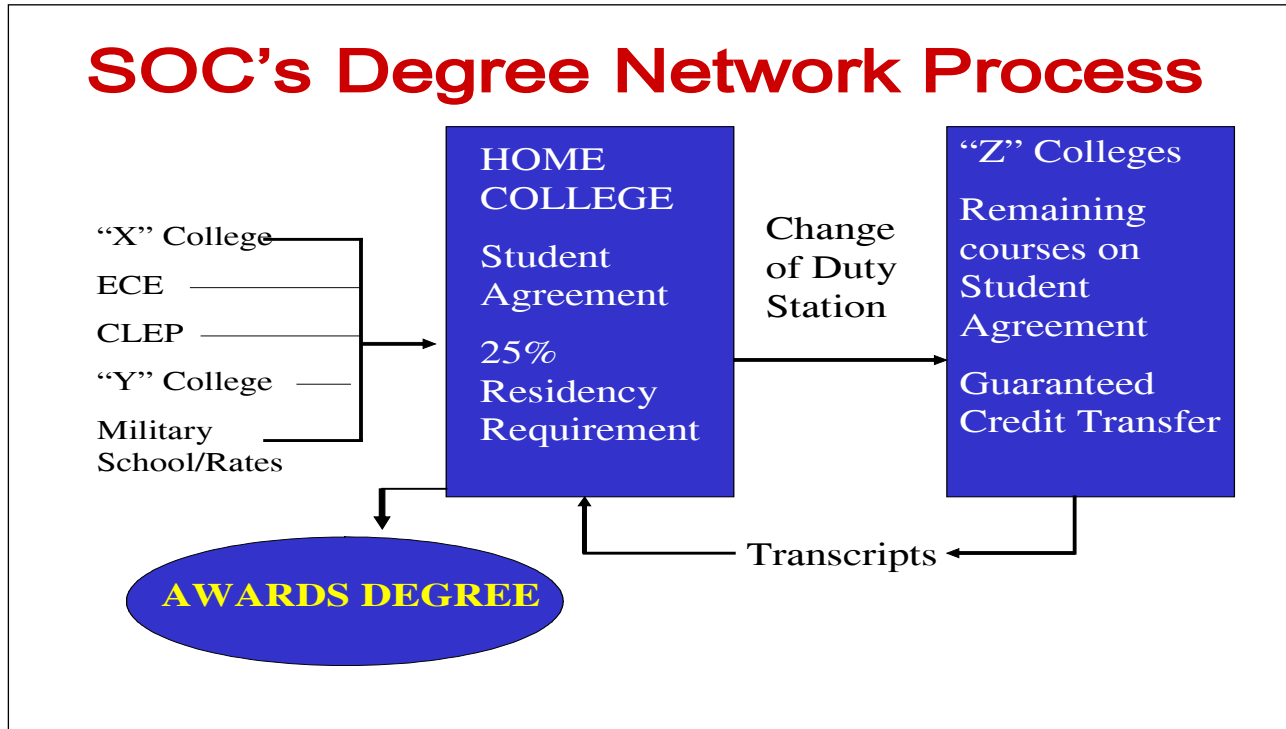 SOC's Degree Network Process
"X" College
ECE
CLEP
"Y" College
Military
School/Rates
HOME
COLLEGE
Student
Agreement
25%
Residency
Requirement
Change
of Duty
Station
"Z" Colleges
Remaining
courses on
Student
Agreement
Guaranteed
Credit Transfer
Transcripts
AWARDS DEGREE